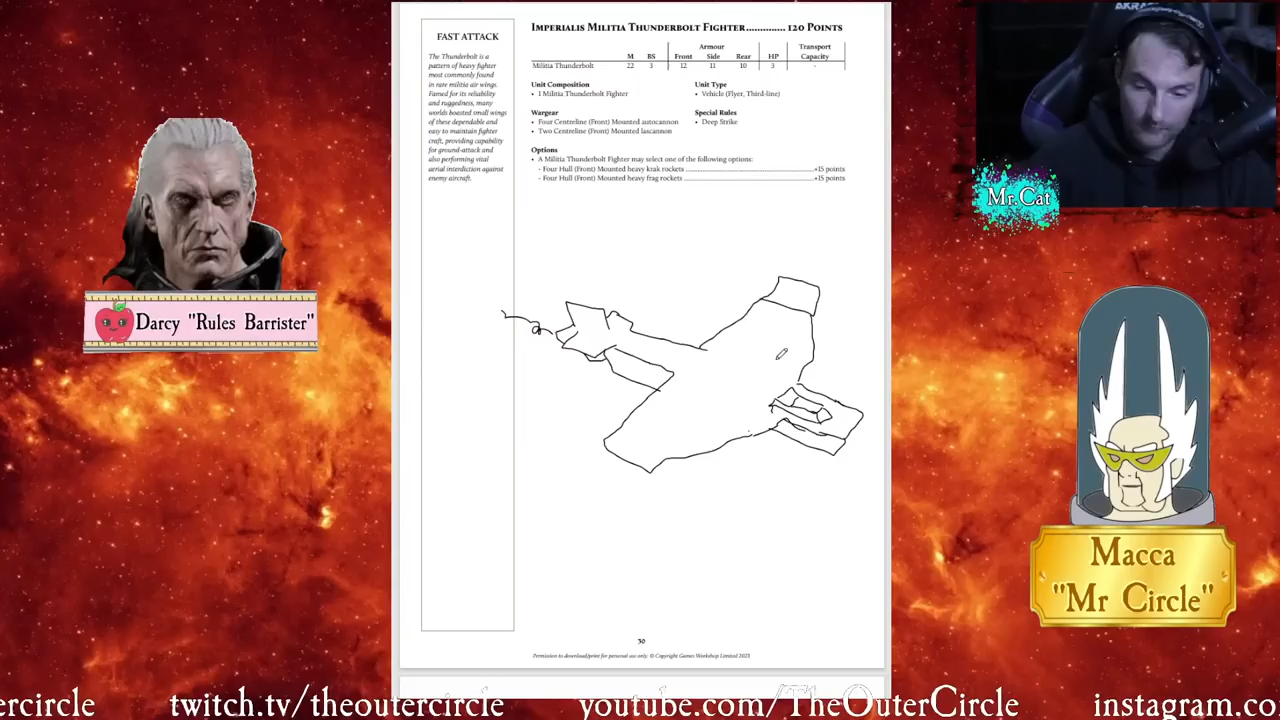 AKRA
IMPERIALIS MILITIA THUNDERBOLT FIGHTER.............. 120 POINTS
FAST ATTACK
Armour
Transport
M BS Front Side Rear HP Capacity
Militia Thunderbolt 22 3 12 11 10 3 -
The Thunderbolt is a
pattern of heavy fighter
most commonly found
in rare militia air wings.
Famed for its reliability
and ruggedness, many
worlds boasted small wings
of these dependable and
easy to maintain fighter
craft, providing capability
for ground-attack and
also performing vital
aerial interdiction against
enemy aircraft.
Unit Composition
• 1 Militia Thunderbolt Fighter
Unit Type
• Vehicle (Flyer, Third-line)
Wargear
• Four Centreline (Front) Mounted autocannon
• Two Centreline (Front) Mounted lascannon
Special Rules
• Deep Strike
Options
• A Militia Thunderbolt Fighter may select one of the following options:
- Four Hull (Front) Mounted heavy krak rockets ... +15 points
- Four Hull (Front) Mounted heavy frag rockets ... +15 points
Mr.Cat
Darcy "Rules Barrister"
Macca
"Mr Circle"
30
Permission to download/print for personal use only. © Copyright Games Workshop Limited 2023
ercircle twitch.tv/theoutercircle youtube.com/TheOuterCircle instagram.co